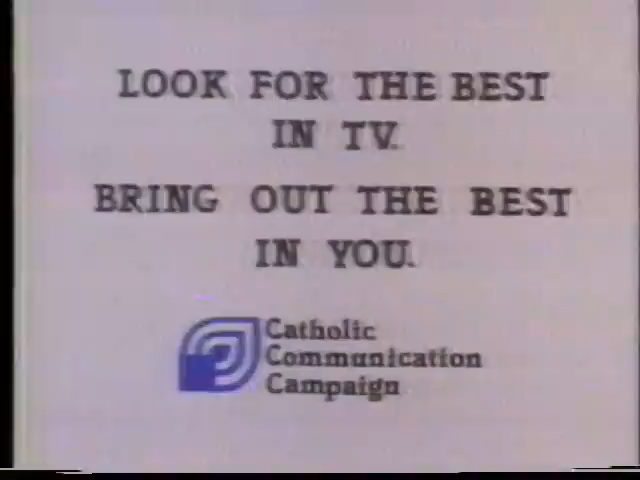 LOOK FOR THE BEST
IN TV.
BRING OUT THE BEST
IN YOU.
Catholic
Communication
Campaign